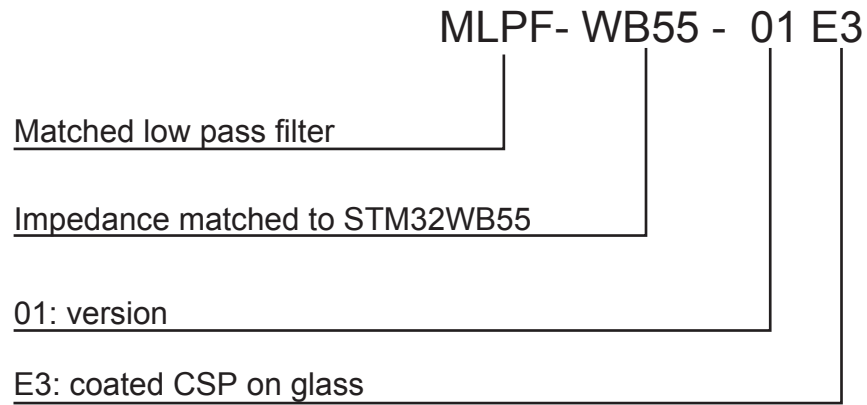 MLPF- WB55 - 01 E3
Matched low pass filter
Impedance matched to STM32WB55
01: version
E3: coated CSP on glass